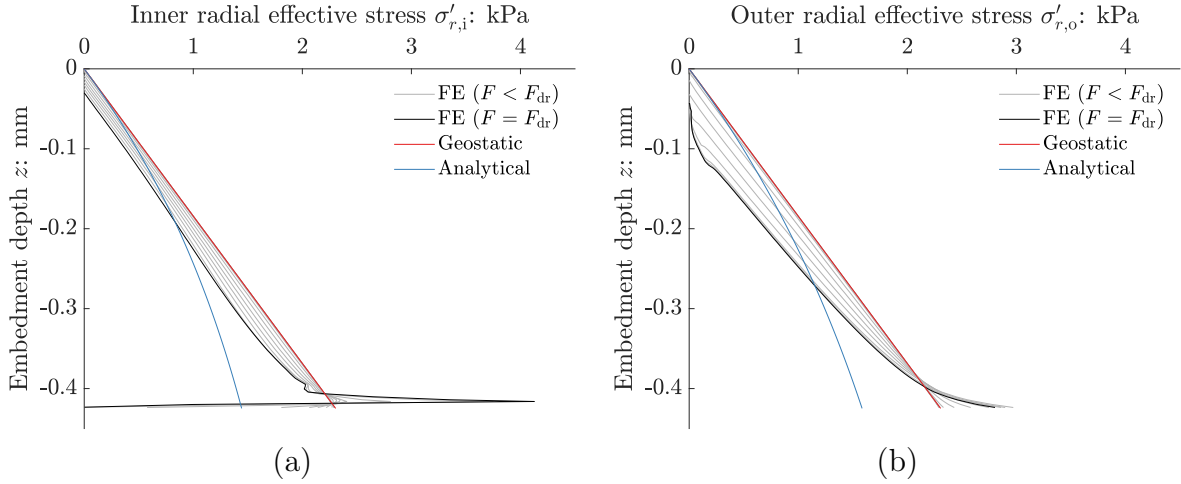 Inner radial effective stress σ′r,i: kPa
0 1 2 3 4
0
-0.1
-0.2
-0.3
-0.4
Embedment depth z: mm
FE (F < Fdr)
FE (F = Fdr)
Geostatic
Analytical
(a)
Outer radial effective stress σ′r,o: kPa
0 1 2 3 4
0
-0.1
-0.2
-0.3
-0.4
Embedment depth z: mm
FE (F < Fdr)
FE (F = Fdr)
Geostatic
Analytical
(b)